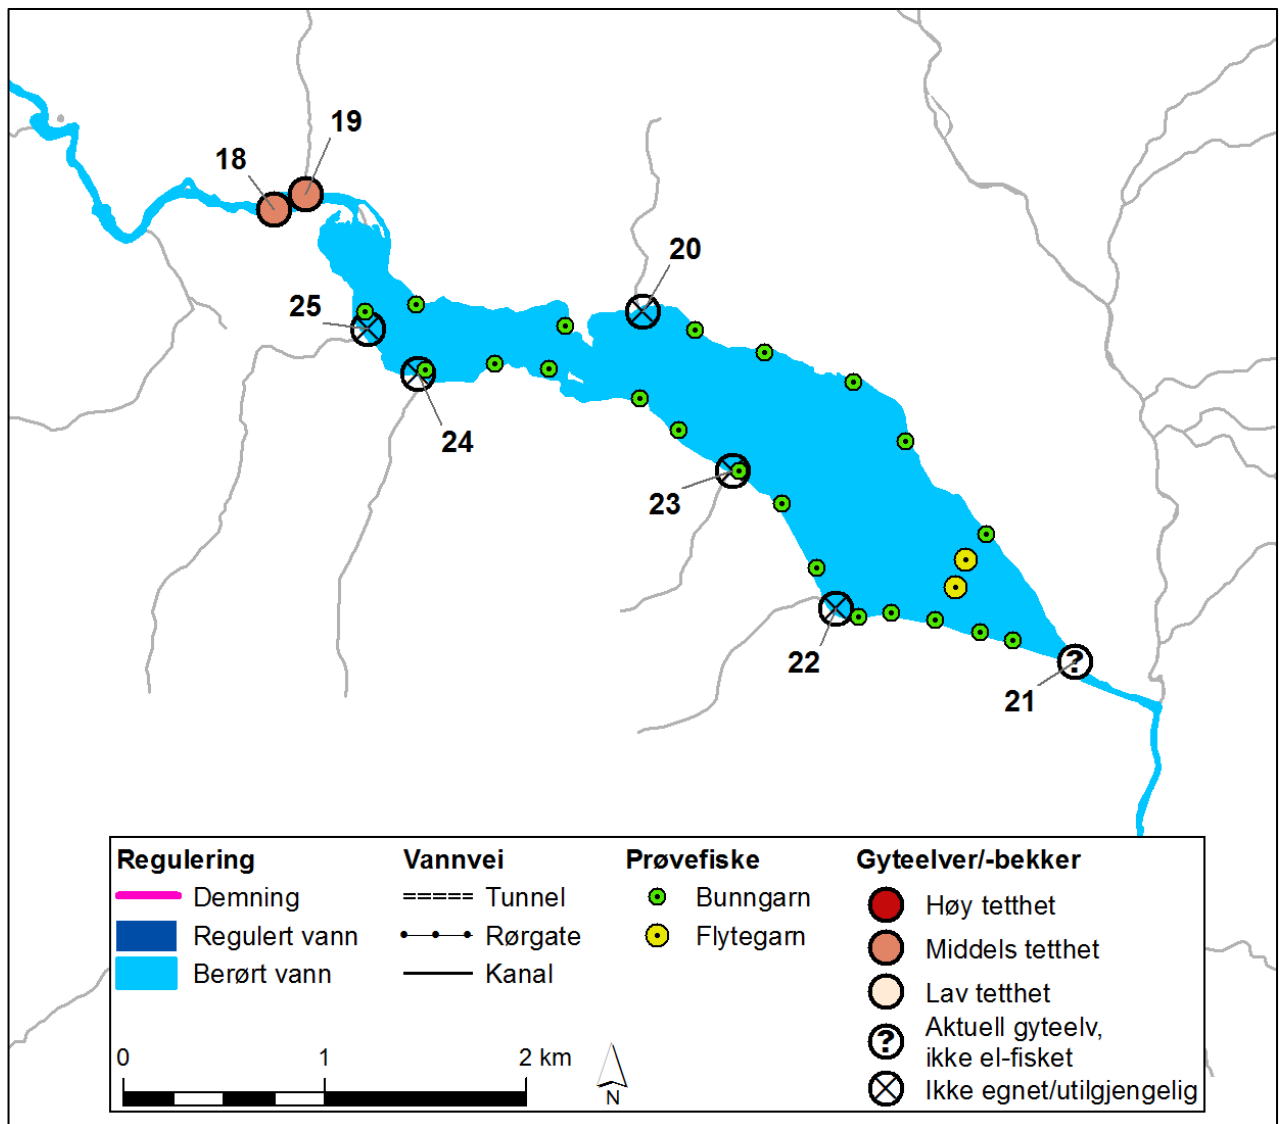 19
18
20
25
24
23
22
?
21
Regulering
Demning
Regulert vann
Berørt vann
Vannvei
Tunnel
Rørgate
Kanal
Prøvefiske
Bunngarn
Flytegarn
Gyteelver/-bekker
Høy tetthet
Middels tetthet
Lav tetthet
?
Aktuell gyteelv,
ikke el-fisket
Ikke egnet/utilgjengelig
0 1 2 km
N